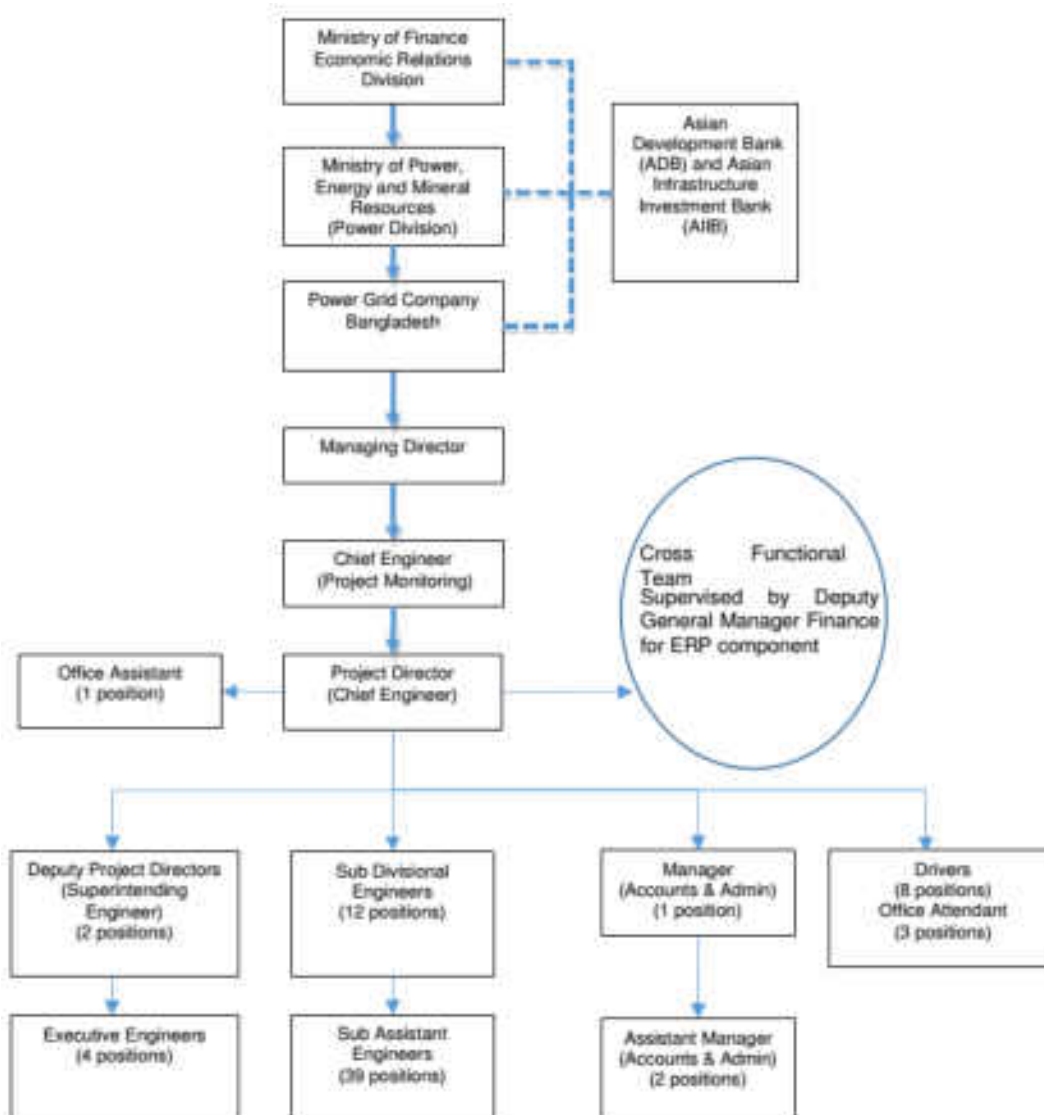 Ministry of Finance
Economic Relations
Division
Asian
Development Bank
(ADB) and Asian
Infrastructure
Investment Bank
(AIIB)
Ministry of Power,
Energy and Mineral
Resources
(Power Division)
Power Grid Company
Bangladesh
Managing Director
Chief Engineer
(Project Monitoring)
Cross Functional
Team
Supervised by Deputy
General Manager Finance
for ERP component
Office Assistant
(1 position)
Project Director
(Chief Engineer)
Deputy Project Directors
(Superintending
Engineer)
(2 positions)
Sub Divisional
Engineers
(12 positions)
Manager
(Accounts & Admin)
(1 position)
Drivers
(8 positions)
Office Attendant
(3 positions)
Executive Engineers
(4 positions)
Sub Assistant
Engineers
(39 positions)
Assistant Manager
(Accounts & Admin)
(2 positions)